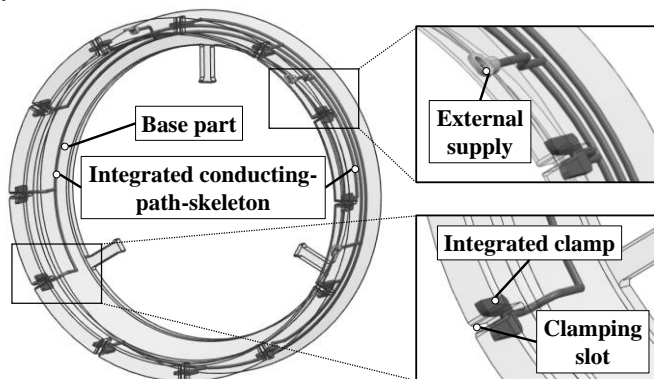 External
supply
Base part
Integrated conducting-
path-skeleton
Integrated clamp
Clamping
slot